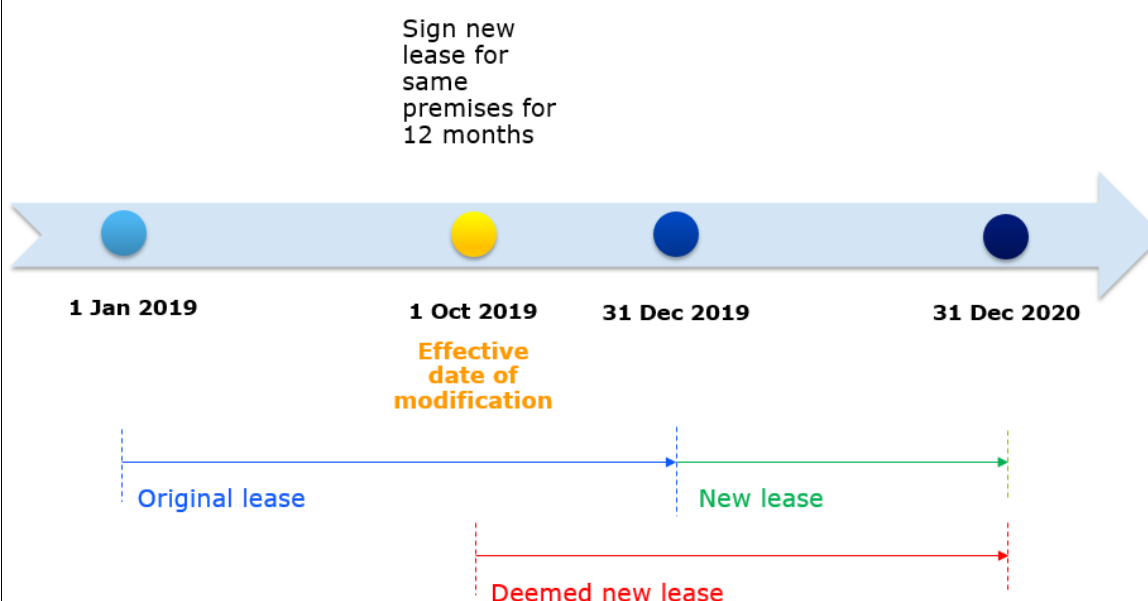 Sign new
lease for
same
premises for
12 months
1 Jan 2019
1 Oct 2019
31 Dec 2019
31 Dec 2020
Effective
date of
modification
Original lease
New lease
Deemed new lease